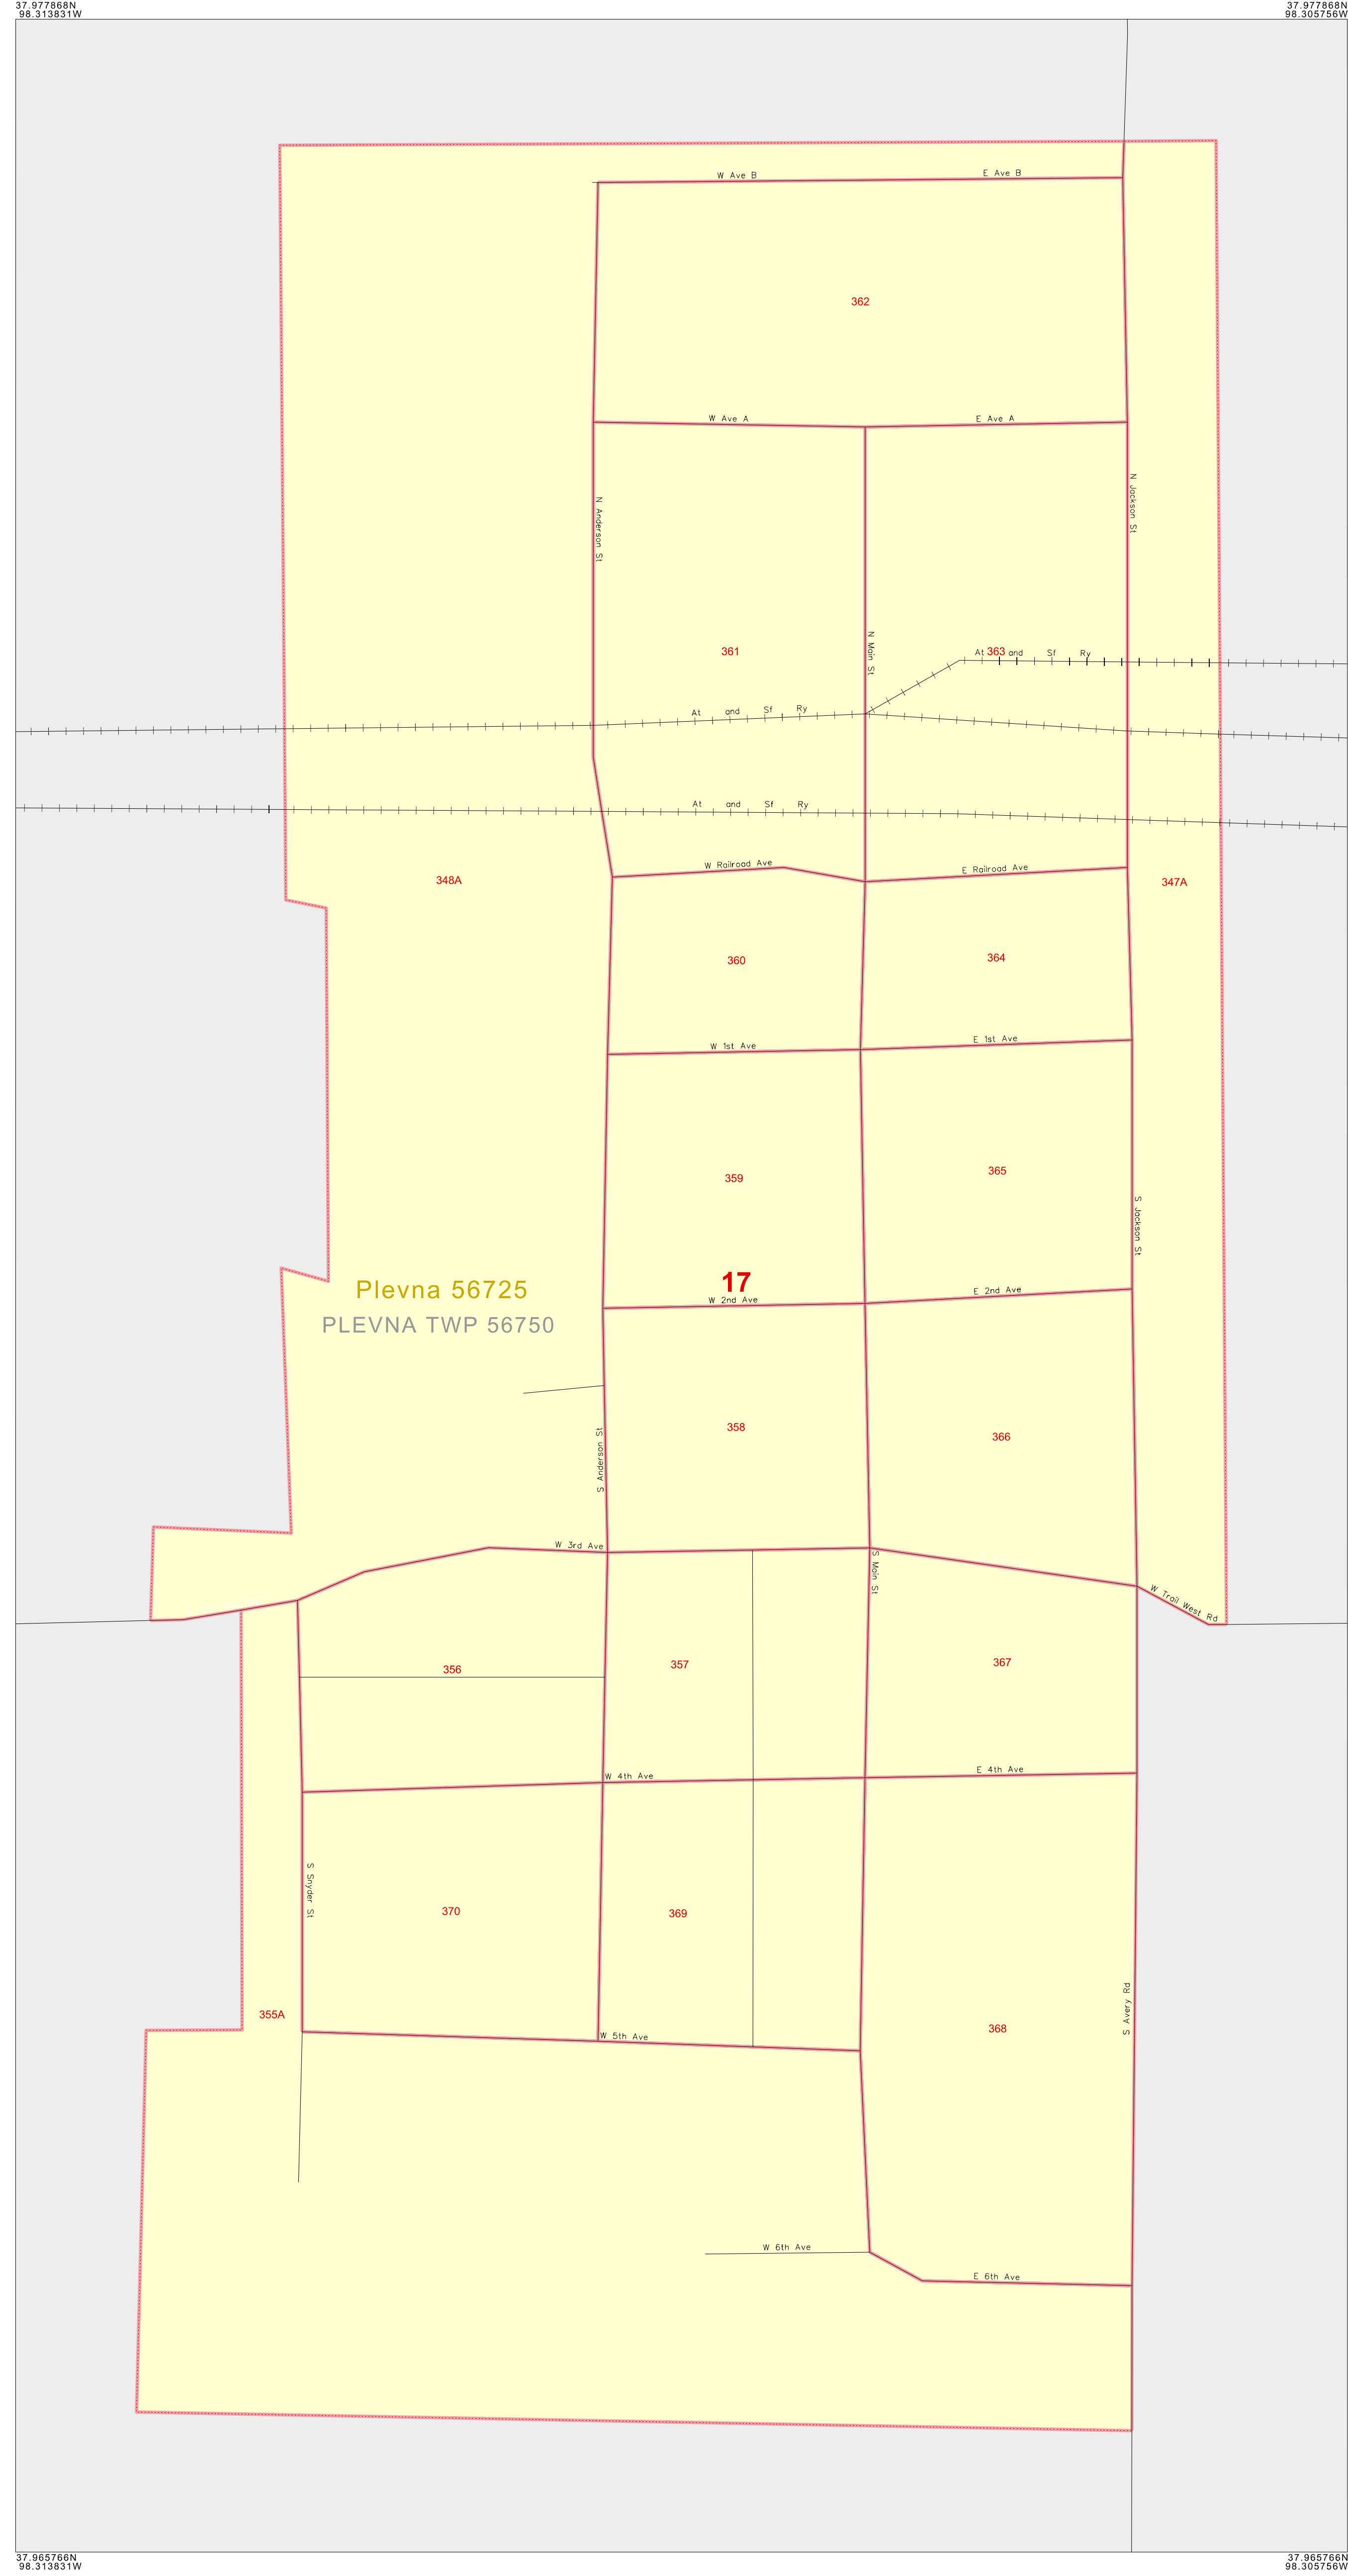 37.977868N
98.313831W
37.977868N
98.305756W
W Ave B
E Ave B
362
W Ave A
E Ave A
N Jackson St
N Anderson St
N Main St
361
363
At and Sf Ry
At and Sf Ry
At and Sf Ry
W Railroad Ave
E Railroad Ave
348A
347A
360
364
W 1st Ave
E 1st Ave
359
365
S Jackson St
17
Plevna 56725
PLEVNA TWP 56750
W 2nd Ave
E 2nd Ave
358
366
S Anderson St
W 3rd Ave
S Main St
W Trail West Rd
356
357
367
W 4th Ave
E 4th Ave
S Snyder St
370
369
355A
368
S Avery Rd
W 5th Ave
W 6th Ave
E 6th Ave
37.965766N
98.313831W
37.965766N
98.305756W